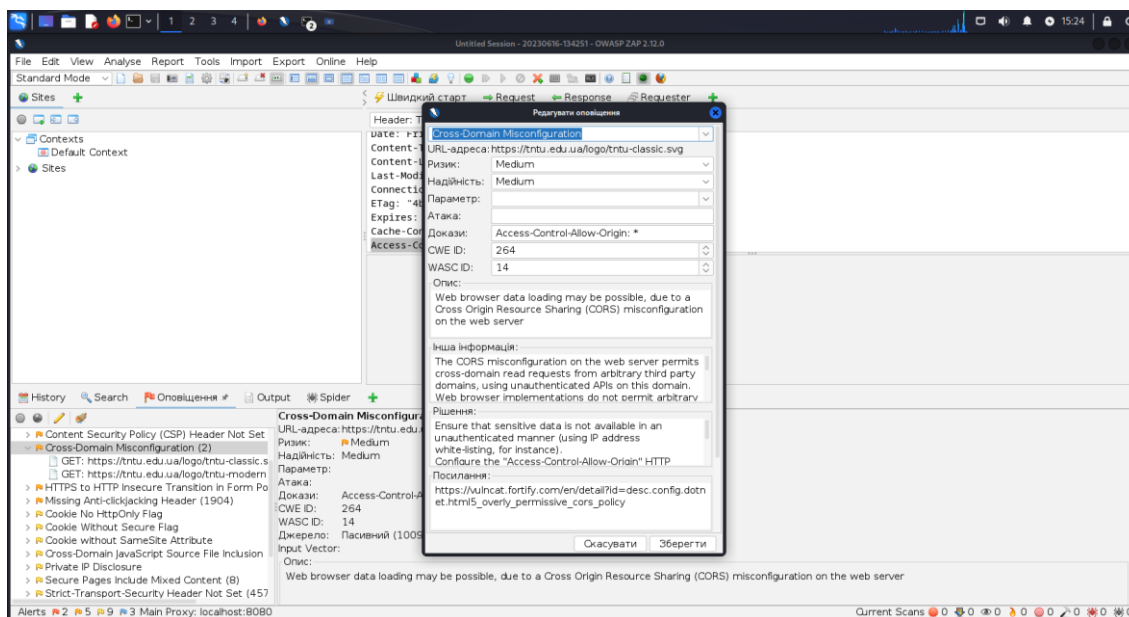 1 2 3 4
15:24
Untitled Session - 20230616-134251 - OWASP ZAP 2.12.0
File Edit View Analyse Report Tools Import Export Online Help
Standard Mode
Sites
Швидкий старт Request Response Requester
Header: T
Contexts
Default Context
Sites
Date: Fri
Content-T
Content-L
Last-Modi
Connectio
ETag: "4b
Expires:
Cache-Con
Access-Co
Редагувати оповіщення
Cross-Domain Misconfiguration
URL-адреса: https://tntu.edu.ua/logo/tntu-classic.svg
Ризик: Medium
Надійність: Medium
Параметр:
Атака:
Докази: Access-Control-Allow-Origin: *
CWE ID: 264
WASC ID: 14
Опис:
Web browser data loading may be possible, due to a
Cross Origin Resource Sharing (CORS) misconfiguration
on the web server
Інша інформація:
The CORS misconfiguration on the web server permits
cross-domain read requests from arbitrary third party
domains, using unauthenticated APIs on this domain.
Web browser implementations do not permit arbitrary
Рішення:
Ensure that sensitive data is not available in an
unauthenticated manner (using IP address
white-listing, for instance).
Configure the "Access-Control-Allow-Origin" HTTP
Посилання:
https://vulncat.fortify.com/en/detail?id=desc.config.dotn
et.html5_overly_permissive_cors_policy
Скасувати Зберегти
History Search Оповіщення Output Spider
Content Security Policy (CSP) Header Not Set
Cross-Domain Misconfiguration (2)
GET: https://tntu.edu.ua/logo/tntu-classic.s
GET: https://tntu.edu.ua/logo/tntu-modern
HTTPS to HTTP Insecure Transition in Form Po
Missing Anti-clickjacking Header (1904)
Cookie No HttpOnly Flag
Cookie Without Secure Flag
Cookie without SameSite Attribute
Cross-Domain JavaScript Source File Inclusion
Private IP Disclosure
Secure Pages Include Mixed Content (8)
Strict-Transport-Security Header Not Set (457
Cross-Domain Misconfigura
URL-адреса: https://tntu.edu.
Ризик: Medium
Надійність: Medium
Параметр:
Атака:
Докази: Access-Control-A
CWE ID: 264
WASC ID: 14
Джерело: Пасивний (1009
Input Vector:
Опис:
Web browser data loading may be possible, due to a Cross Origin Resource Sharing (CORS) misconfiguration on the web server
Alerts 2 5 9 3 Main Proxy: localhost:8080
Current Scans 0 0 0 0 0 0 0